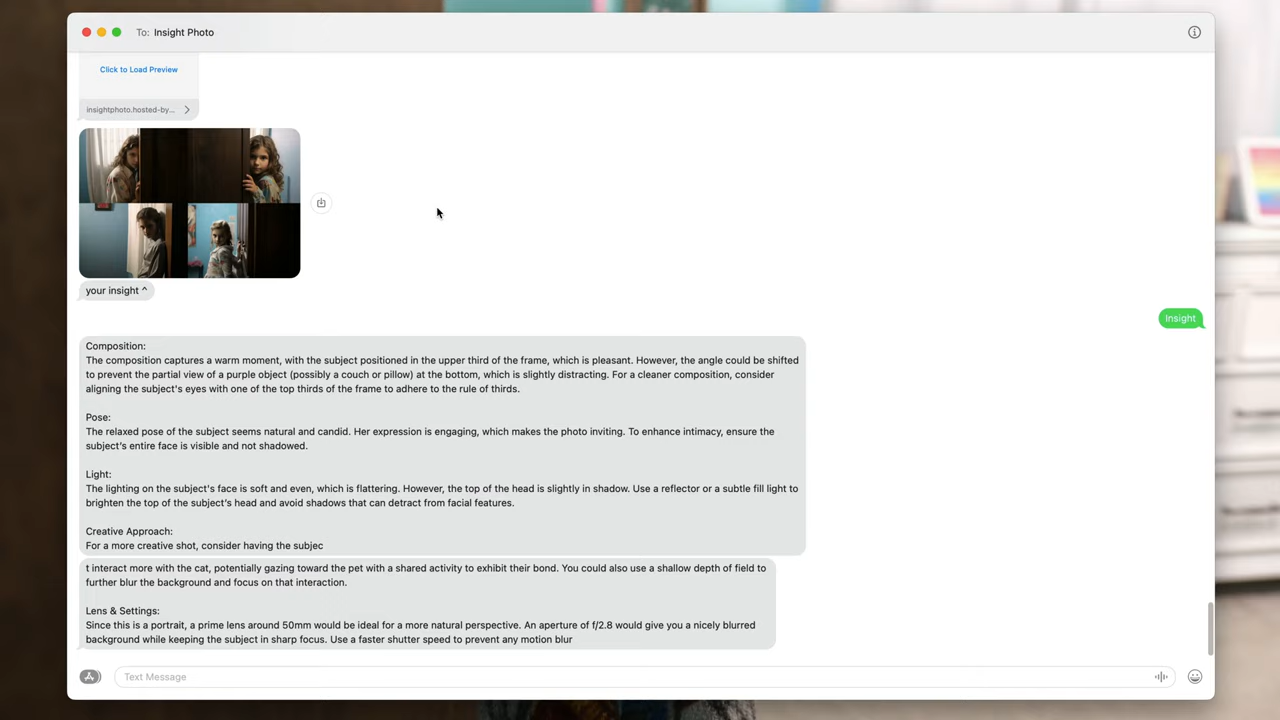 To: Insight Photo
Click to Load Preview
insightphoto.hosted-by...
your insight ^
Insight
Composition:
The composition captures a warm moment, with the subject positioned in the upper third of the frame, which is pleasant. However, the angle could be shifted
to prevent the partial view of a purple object (possibly a couch or pillow) at the bottom, which is slightly distracting. For a cleaner composition, consider
aligning the subject's eyes with one of the top thirds of the frame to adhere to the rule of thirds.
Pose:
The relaxed pose of the subject seems natural and candid. Her expression is engaging, which makes the photo inviting. To enhance intimacy, ensure the
subject's entire face is visible and not shadowed.
Light:
The lighting on the subject's face is soft and even, which is flattering. However, the top of the head is slightly in shadow. Use a reflector or a subtle fill light to
brighten the top of the subject's head and avoid shadows that can detract from facial features.
Creative Approach:
For a more creative shot, consider having the subjec
t interact more with the cat, potentially gazing toward the pet with a shared activity to exhibit their bond. You could also use a shallow depth of field to
further blur the background and focus on that interaction.
Lens & Settings:
Since this is a portrait, a prime lens around 50mm would be ideal for a more natural perspective. An aperture of f/2.8 would give you a nicely blurred
background while keeping the subject in sharp focus. Use a faster shutter speed to prevent any motion blur
Text Message